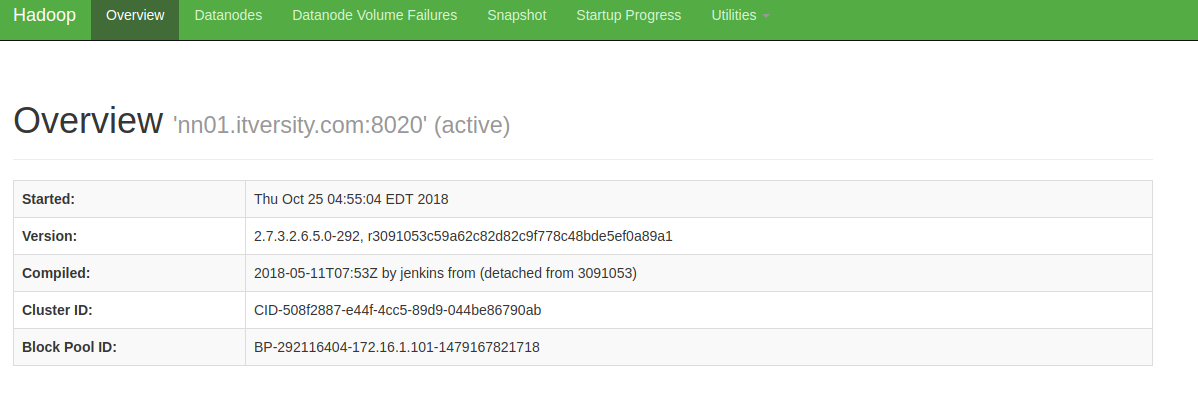 Hadoop Overview Datanodes Datanode Volume Failures Snapshot Startup Progress Utilities
Overview 'nn01.itversity.com:8020' (active)
Started: Thu Oct 25 04:55:04 EDT 2018
Version: 2.7.3.2.6.5.0-292, r3091053c59a62c82d82c9f778c48bde5ef0a89a1
Compiled: 2018-05-11T07:53Z by jenkins from (detached from 3091053)
Cluster ID: CID-508f2887-e44f-4cc5-89d9-044be86790ab
Block Pool ID: BP-292116404-172.16.1.101-1479167821718